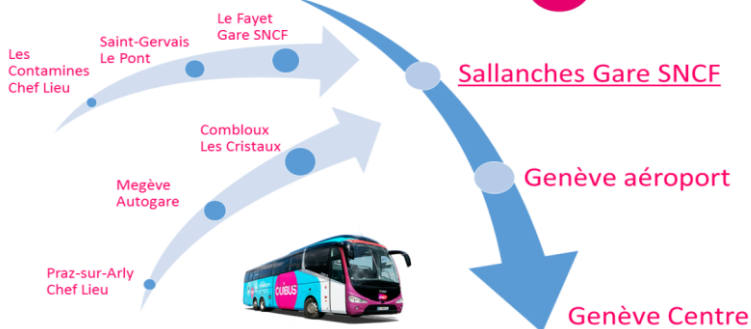 Le Fayet
Gare SNCF
Saint-Gervais
Le Pont
Les
Contamines
Chef Lieu
Sallanches Gare SNCF
Combloux
Les Cristaux
Genève aéroport
Megève
Autogare
Praz-sur-Arly
Chef Lieu
OUIBUS
Genève Centre